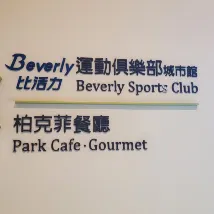 Beverly 運動俱樂部城市館
比活力 Beverly Sports Club
柏克菲餐廳
Park Cafe·Gourmet